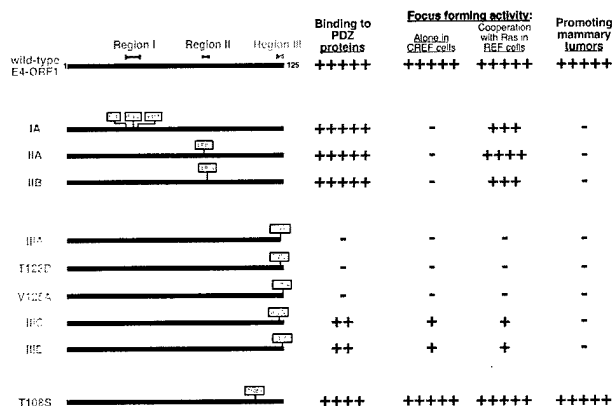 Binding to PDZ proteins
Focus forming activity:
Alone in CREF cells
Cooperation with Ras in REF cells
Promoting mammary tumors
Region I Region II Region III
wild-type E4-ORF1 1 125 +++++ +++++ +++++ +++++
IA +++++ - +++ -
IIA +++++ - ++++ -
IIB +++++ - +++ -
IIIA - - - -
T123D - - - -
V125A - - - -
IIIC ++ + + -
IIIE ++ + + -
T108S ++++ +++++ +++++ +++++